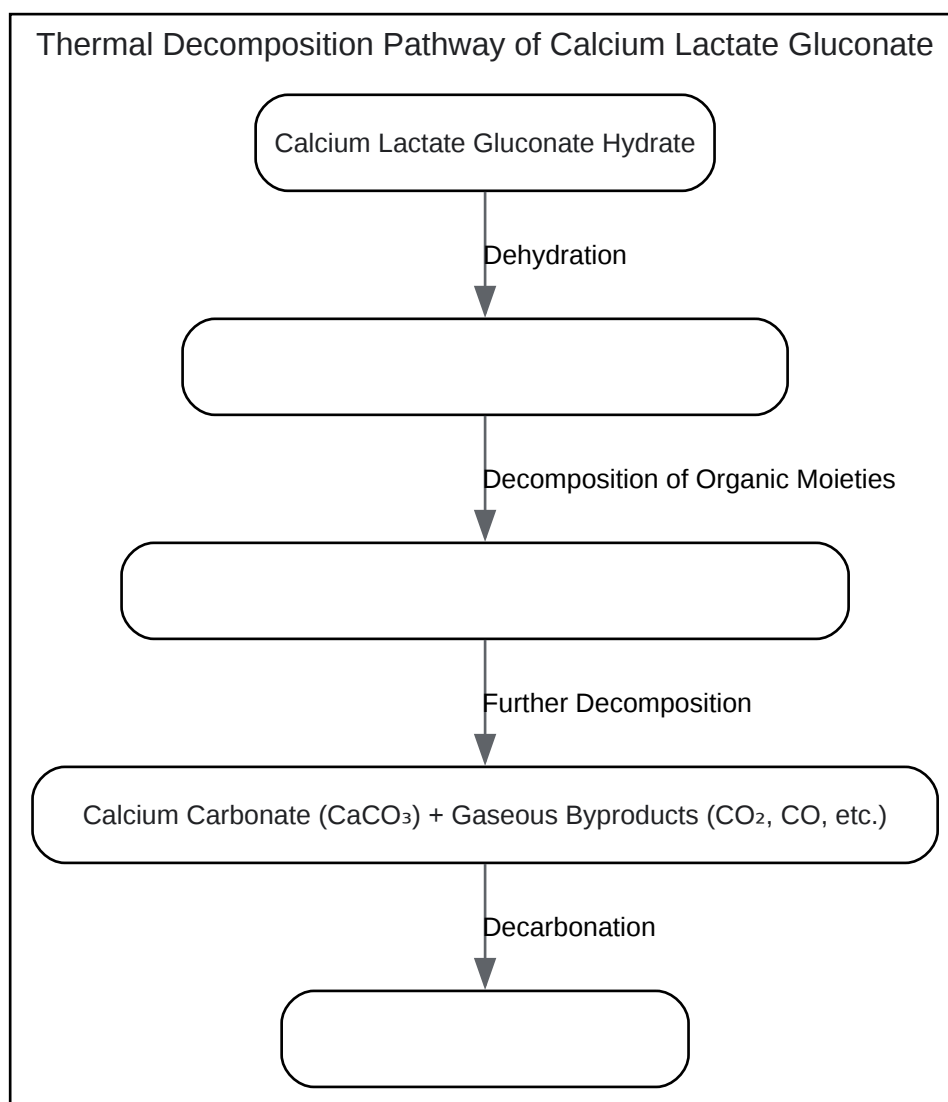 Thermal Decomposition Pathway of Calcium Lactate Gluconate
Calcium Lactate Gluconate Hydrate
Dehydration
Decomposition of Organic Moieties
Further Decomposition
Calcium Carbonate (CaCO₃) + Gaseous Byproducts (CO₂, CO, etc.)
Decarbonation